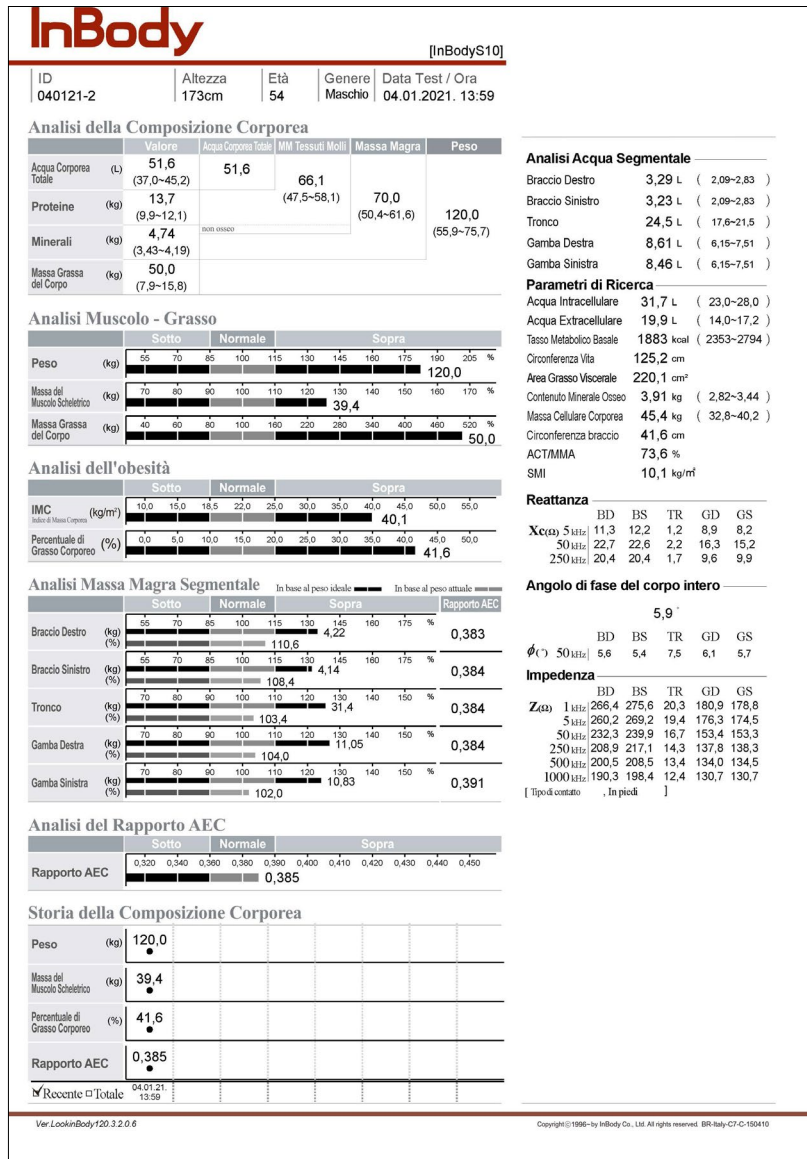 InBody
[InBodyS10]
ID Altezza Età Genere Data Test / Ora
040121-2 173cm 54 Maschio 04.01.2021. 13:59
Analisi della Composizione Corporea
Valore Acqua Corporea Totale MM Tessuti Molli Massa Magra Peso
Acqua Corporea Totale (L) 51,6 (37,0~45,2) 51,6 66,1 (47,5~58,1) 70,0 (50,4~61,6) 120,0 (55,9~75,7)
Proteine (kg) 13,7 (9,9~12,1)
Minerali (kg) 4,74 (3,43~4,19) non osseo
Massa Grassa del Corpo (kg) 50,0 (7,9~15,8)
Analisi Muscolo - Grasso
Sotto Normale Sopra
Peso (kg) 55 70 85 100 115 130 145 160 175 190 205 %
120,0
Massa del Muscolo Scheletrico (kg) 70 80 90 100 110 120 130 140 150 160 170 %
39,4
Massa Grassa del Corpo (kg) 40 60 80 100 160 220 280 340 400 460 520 %
50,0
Analisi dell'obesità
Sotto Normale Sopra
IMC Indice di Massa Corporea (kg/m²) 10,0 15,0 18,5 22,0 25,0 30,0 35,0 40,0 45,0 50,0 55,0
40,1
Percentuale di Grasso Corporeo (%) 0,0 5,0 10,0 15,0 20,0 25,0 30,0 35,0 40,0 45,0 50,0
41,6
Analisi Massa Magra Segmentale In base al peso ideale In base al peso attuale
Sotto Normale Sopra Rapporto AEC
Braccio Destro (kg) (%) 55 70 85 100 115 130 145 160 175 %
4,22
110,6
0,383
Braccio Sinistro (kg) (%) 55 70 85 100 115 130 145 160 175 %
4,14
108,4
0,384
Tronco (kg) (%) 70 80 90 100 110 120 130 140 150 %
31,4
103,4
0,384
Gamba Destra (kg) (%) 70 80 90 100 110 120 130 140 150 %
11,05
104,0
0,384
Gamba Sinistra (kg) (%) 70 80 90 100 110 120 130 140 150 %
10,83
102,0
0,391
Analisi del Rapporto AEC
Sotto Normale Sopra
Rapporto AEC 0,320 0,340 0,360 0,380 0,390 0,400 0,410 0,420 0,430 0,440 0,450
0,385
Storia della Composizione Corporea
Peso (kg) 120,0
Massa del Muscolo Scheletrico (kg) 39,4
Percentuale di Grasso Corporeo (%) 41,6
Rapporto AEC 0,385
Recente Totale 04.01.21. 13:59
Analisi Acqua Segmentale
Braccio Destro 3,29 L ( 2,09~2,83 )
Braccio Sinistro 3,23 L ( 2,09~2,83 )
Tronco 24,5 L ( 17,6~21,5 )
Gamba Destra 8,61 L ( 6,15~7,51 )
Gamba Sinistra 8,46 L ( 6,15~7,51 )
Parametri di Ricerca
Acqua Intracellulare 31,7 L ( 23,0~28,0 )
Acqua Extracellulare 19,9 L ( 14,0~17,2 )
Tasso Metabolico Basale 1883 kcal ( 2353~2794 )
Circonferenza Vita 125,2 cm
Area Grasso Viscerale 220,1 cm²
Contenuto Minerale Osseo 3,91 kg ( 2,82~3,44 )
Massa Cellulare Corporea 45,4 kg ( 32,8~40,2 )
Circonferenza braccio 41,6 cm
ACT/MMA 73,6 %
SMI 10,1 kg/m²
Reattanza
BD BS TR GD GS
Xc(Ω) 5 kHz 11,3 12,2 1,2 8,9 8,2
50 kHz 22,7 22,6 2,2 16,3 15,2
250 kHz 20,4 20,4 1,7 9,6 9,9
Angolo di fase del corpo intero
5,9 °
BD BS TR GD GS
ϕ(°) 50 kHz 5,6 5,4 7,5 6,1 5,7
Impedenza
BD BS TR GD GS
Z(Ω) 1 kHz 266,4 275,6 20,3 180,9 178,8
5 kHz 260,2 269,2 19,4 176,3 174,5
50 kHz 232,3 239,9 16,7 153,4 153,3
250 kHz 208,9 217,1 14,3 137,8 138,3
500 kHz 200,5 208,5 13,4 134,0 134,5
1000 kHz 190,3 198,4 12,4 130,7 130,7
[ Tipo di contatto , In piedi ]
Ver.LookinBody120.3.2.0.6
Copyright©1996~by InBody Co., Ltd. All rights reserved. BR-Italy-C7-C-150410